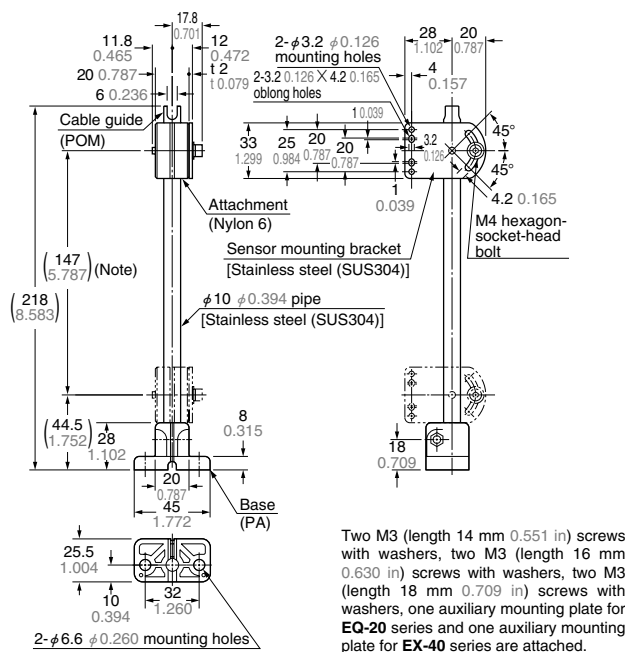 17.8
0.701
11.8
0.465
12
0.472
20 0.787
t 2
t 0.079
6 0.236
Cable guide
(POM)
Attachment
(Nylon 6)
(147
5.787) (Note)
(218
8.583)
φ10 φ0.394 pipe
[Stainless steel (SUS304)]
(44.5
1.752)
28
1.102
8
0.315
20
0.787
45
1.772
Base
(PA)
25.5
1.004
10
0.394
32
1.260
2-φ6.6 φ0.260 mounting holes
2-φ3.2 φ0.126
mounting holes
2-3.2 0.126 X 4.2 0.165
oblong holes
28
1.102
20
0.787
4
0.157
1 0.039
33
1.299
25
0.984
20
0.787
20
0.787
3.2
0.126
1
0.039
45°
45°
4.2 0.165
M4 hexagon-
socket-head
bolt
Sensor mounting bracket
[Stainless steel (SUS304)]
18
0.709
Two M3 (length 14 mm 0.551 in) screws
with washers, two M3 (length 16 mm
0.630 in) screws with washers, two M3
(length 18 mm 0.709 in) screws with
washers, one auxiliary mounting plate for
EQ-20 series and one auxiliary mounting
plate for EX-40 series are attached.